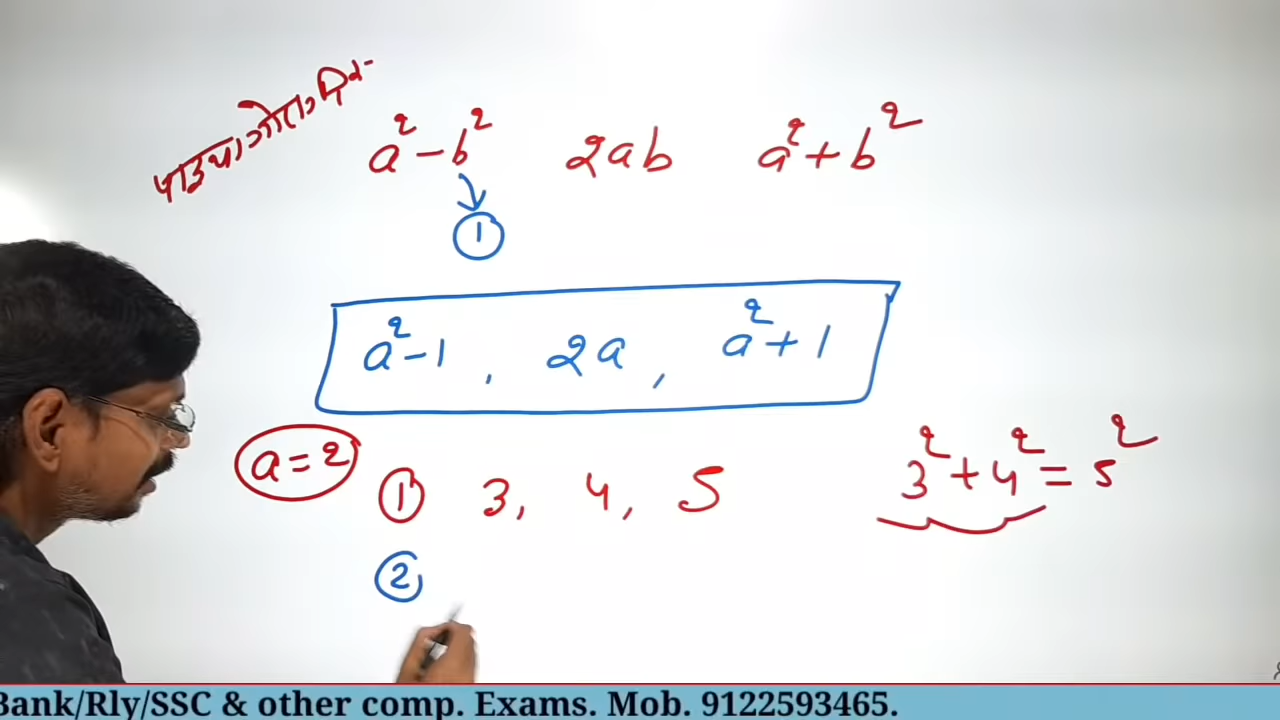 पाइथागोरस त्रिक
a² - b² 2ab a² + b²
①
a² - 1 , 2a , a² + 1
a = 2
① 3, 4, 5
3² + 4² = 5²
②
Bank/Rly/SSC & other comp. Exams. Mob. 9122593465.